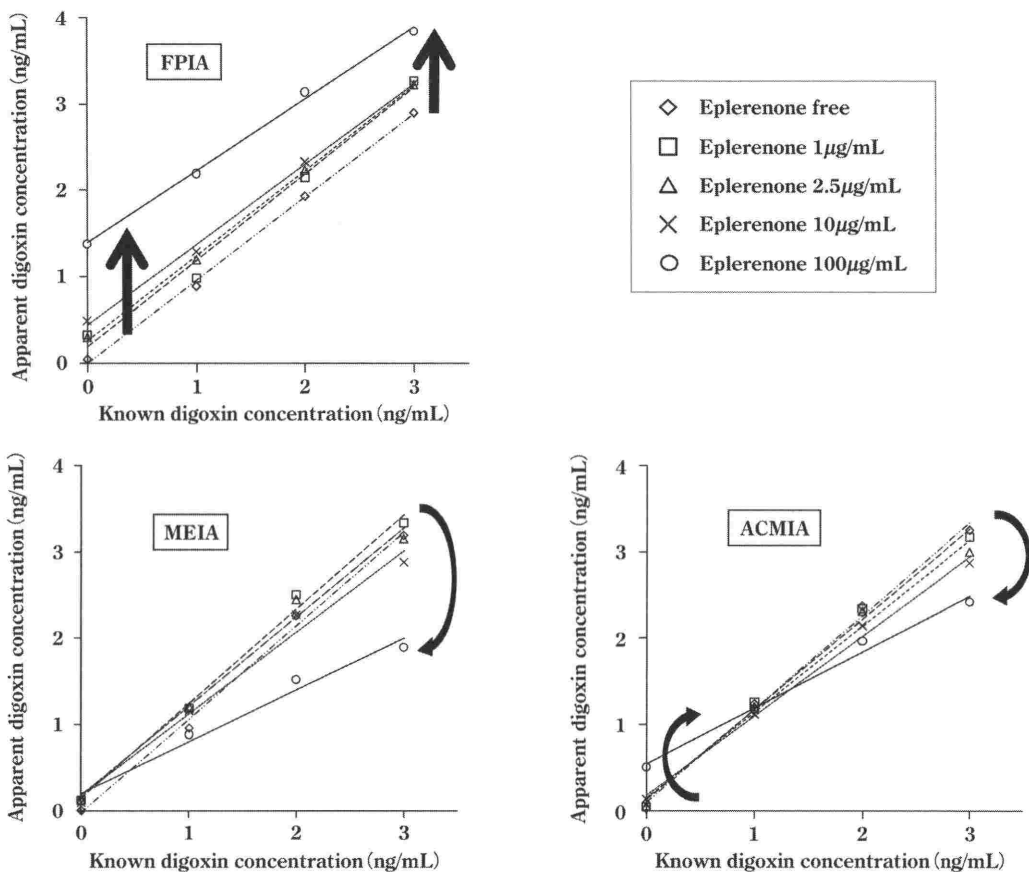 Apparent digoxin concentration (ng/mL)
4
3
2
1
0
FPIA
0 1 2 3
Known digoxin concentration (ng/mL)
Eplerenone free
Eplerenone 1μg/mL
Eplerenone 2.5μg/mL
Eplerenone 10μg/mL
Eplerenone 100μg/mL
Apparent digoxin concentration (ng/mL)
4
3
2
1
0
MEIA
0 1 2 3
Known digoxin concentration (ng/mL)
Apparent digoxin concentration (ng/mL)
4
3
2
1
0
ACMIA
0 1 2 3
Known digoxin concentration (ng/mL)